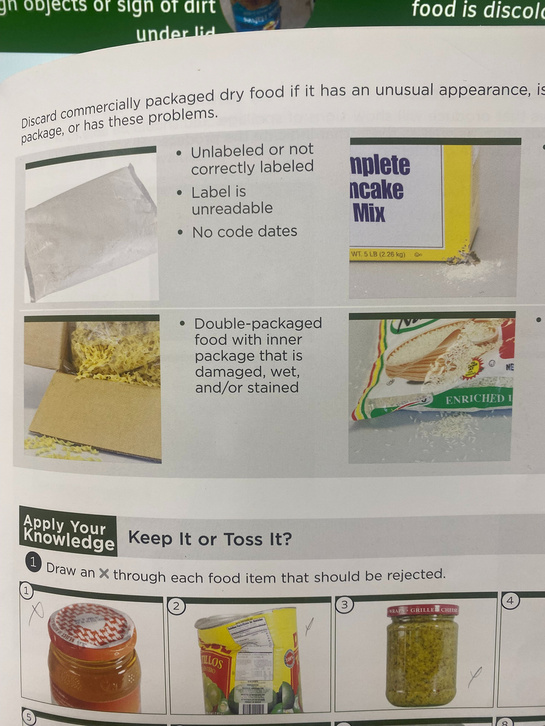 objects or sign of dirt
under lid
food is
Discard commercially packaged dry food if it has an unusual appearance, is
package, or has these problems.
• Unlabeled or not
correctly labeled
• Label is
unreadable
• No code dates
mplete
ncake
Mix
WT. 5 LB (2.26 kg)
• Double-packaged
food with inner
package that is
damaged, wet,
and/or stained
ENRICHED
Apply Your
Knowledge
Keep It or Toss It?
1 Draw an X through each food item that should be rejected.
1
2
3
4
X
ILLOS
GRILLE
5
8